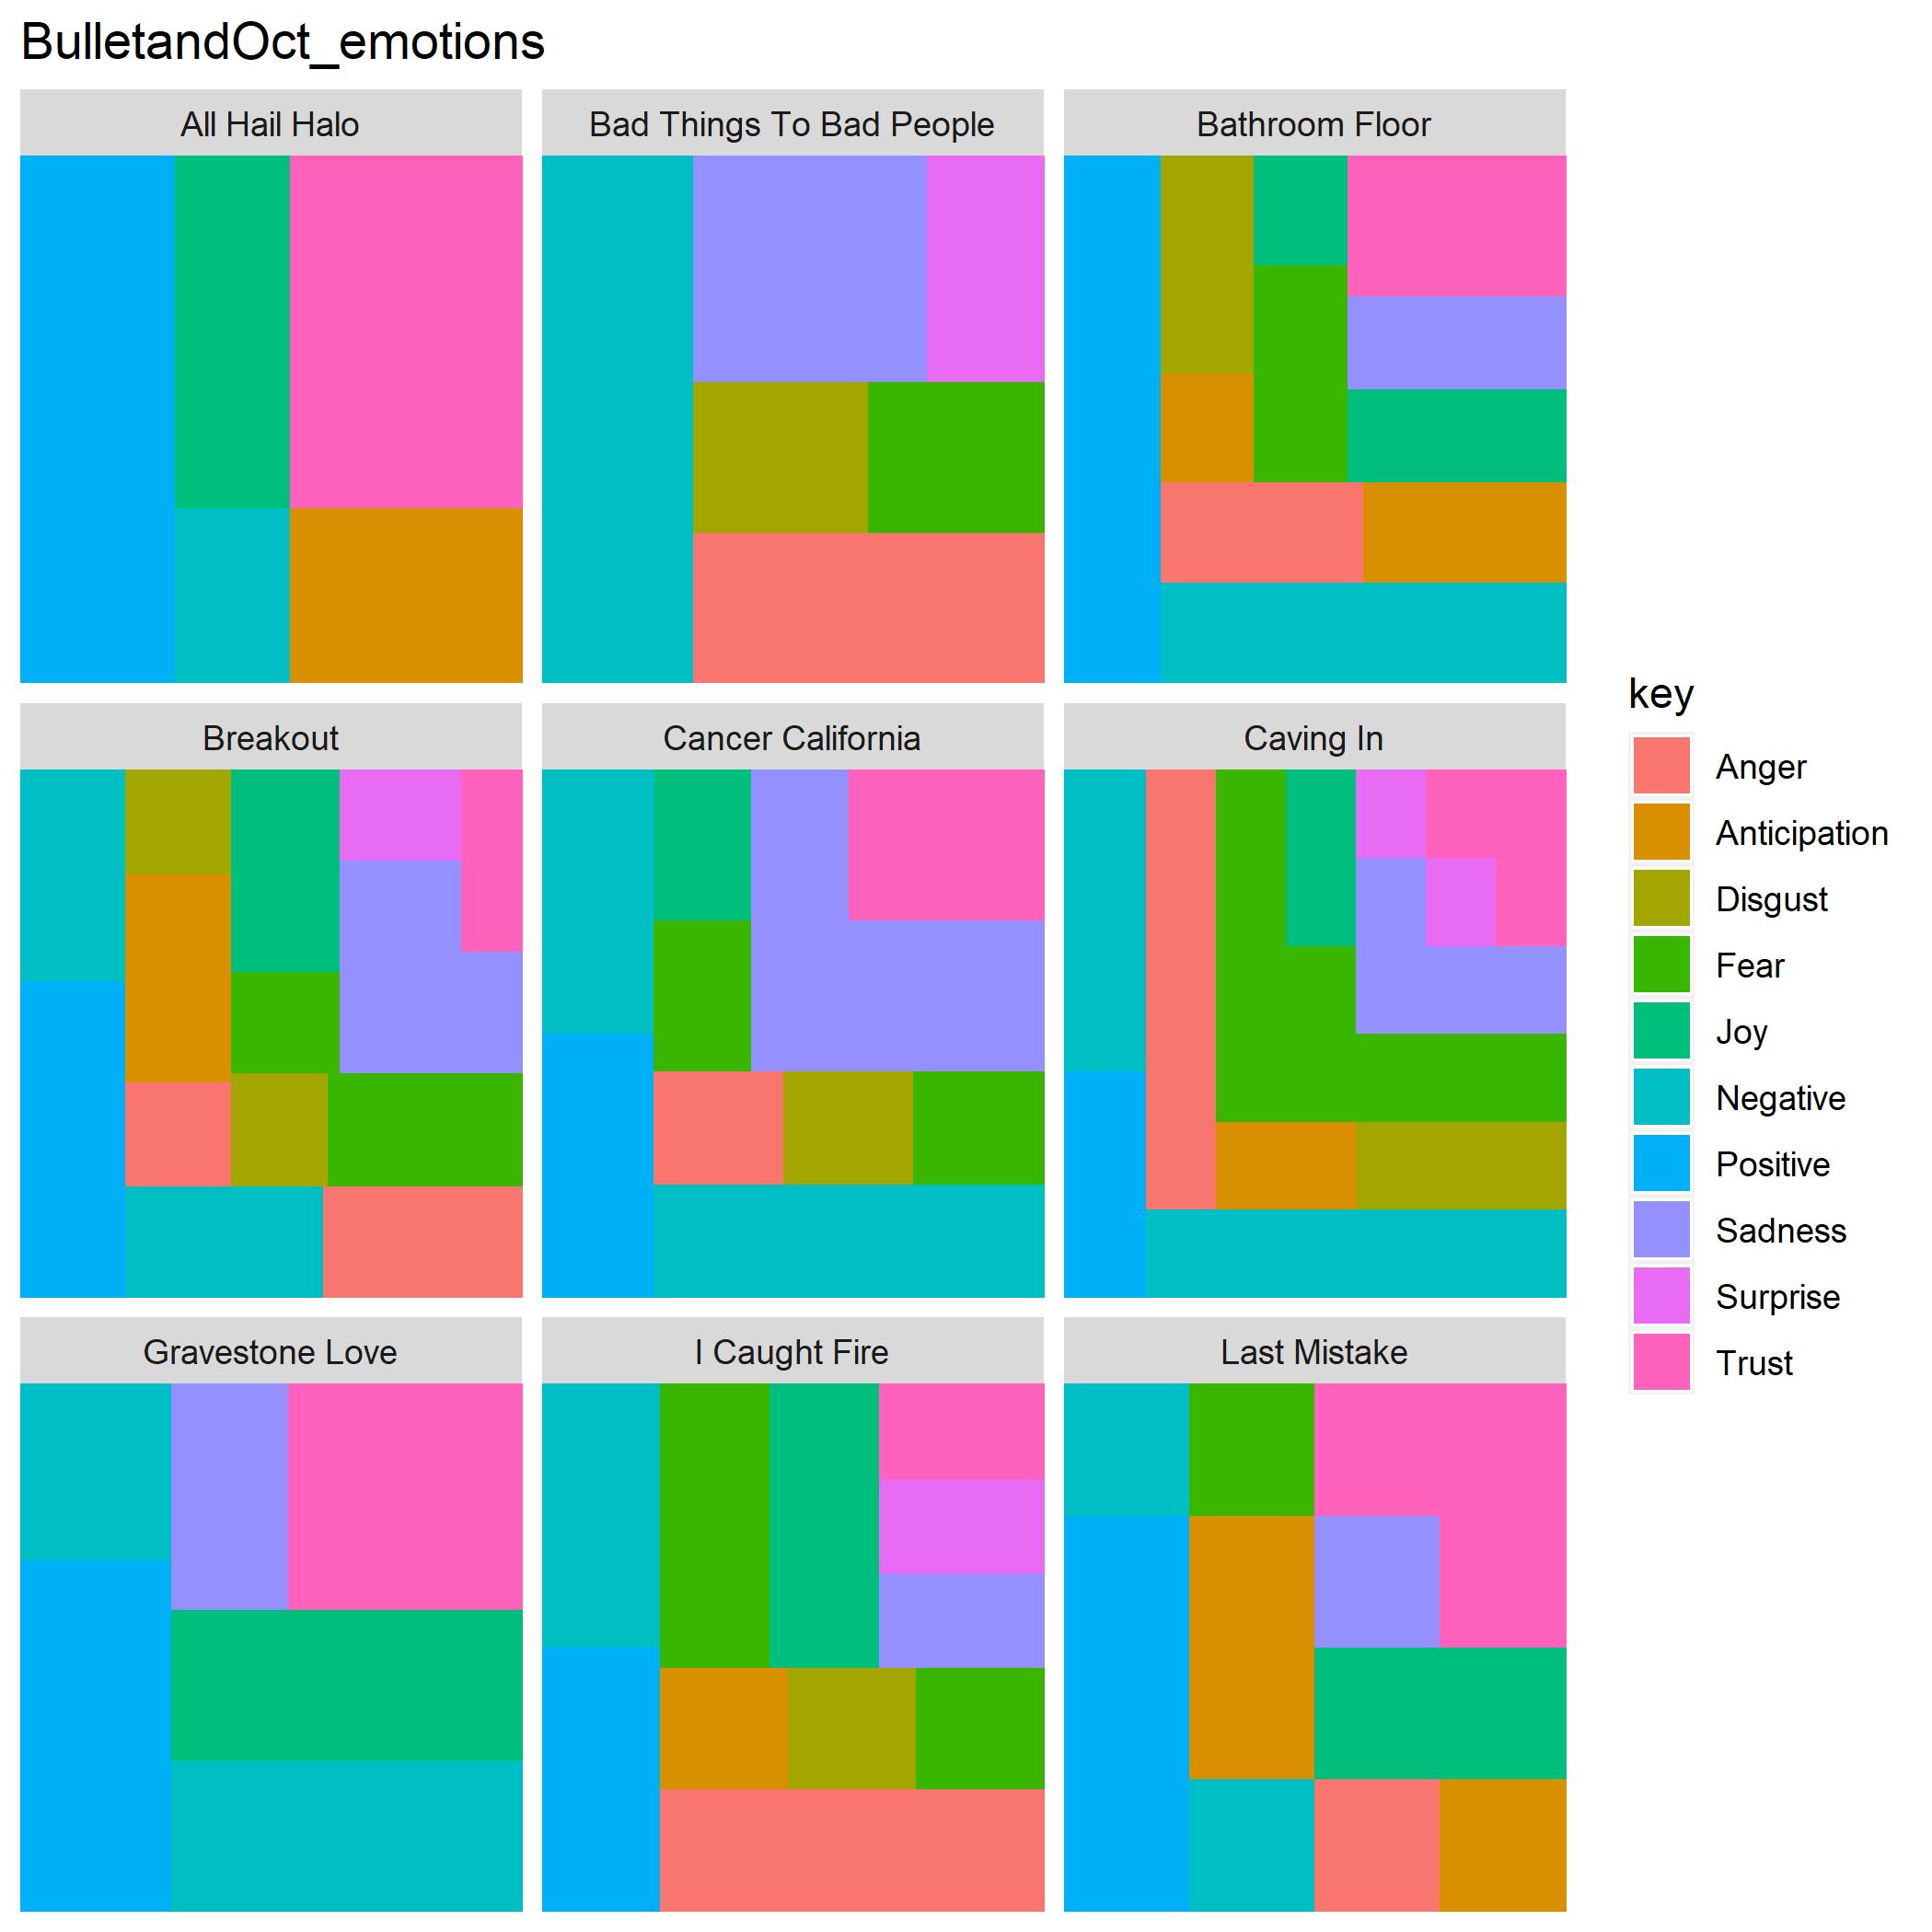 BulletandOct_emotions
All Hail Halo
Bad Things To Bad People
Bathroom Floor
Breakout
Cancer California
Caving In
Gravestone Love
I Caught Fire
Last Mistake
key
Anger
Anticipation
Disgust
Fear
Joy
Negative
Positive
Sadness
Surprise
Trust